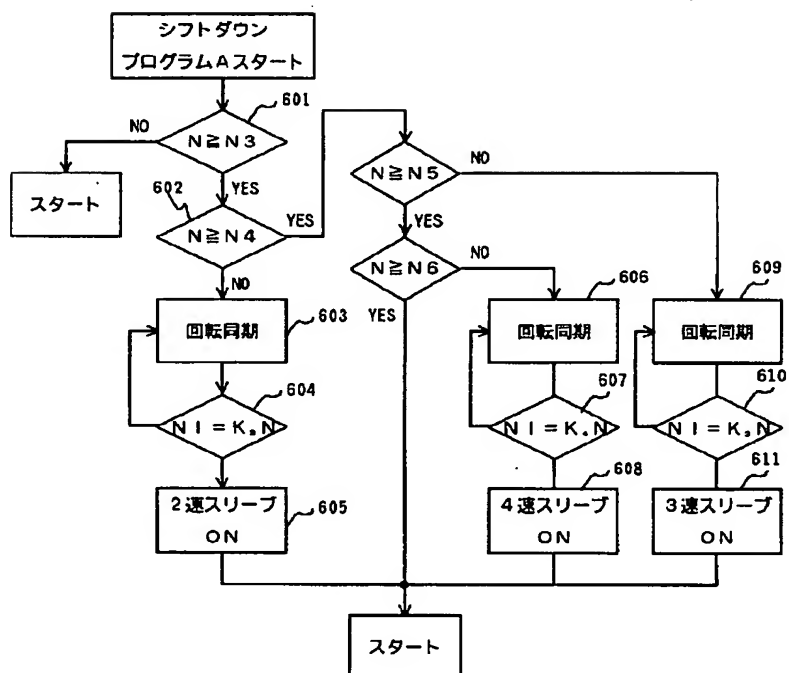 シフトダウン
プログラムAスタート
601
NO
N≧N3
スタート
YES
602
N≧N4
YES
NO
N≧N5
NO
YES
N≧N6
NO
YES
回転同期
603
604
NI=
2速スリーブ
ON
605
606
回転同期
607
NI=
608
4速スリーブ
ON
609
回転同期
610
NI=
611
3速スリーブ
ON
スタート